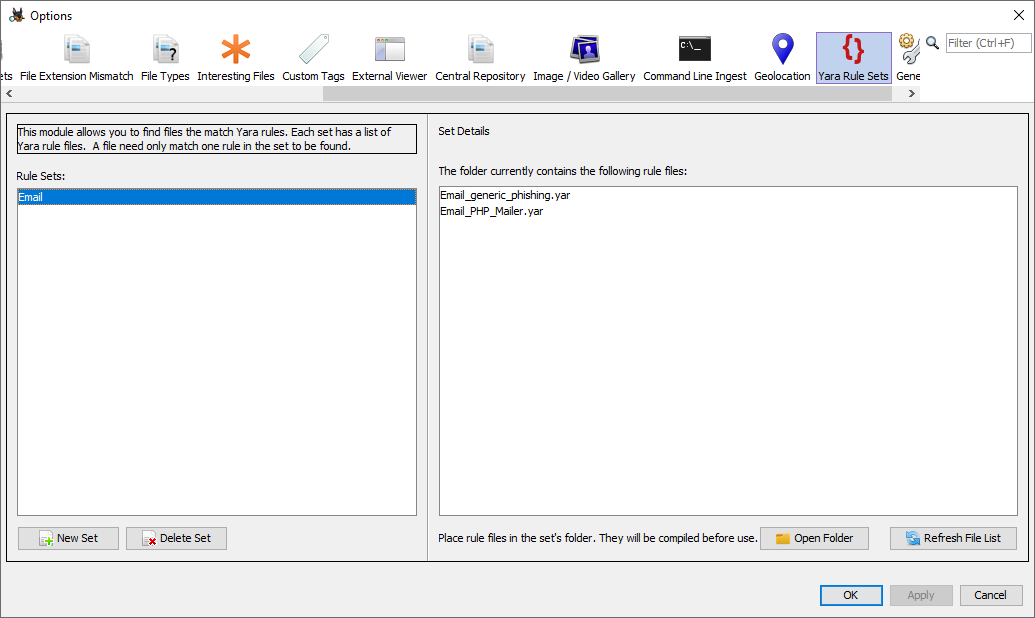 Options
ets
File Extension Mismatch
File Types
Interesting Files
Custom Tags
External Viewer
Central Repository
Image / Video Gallery
C:\_
Command Line Ingest
Geolocation
Yara Rule Sets
Gene
Filter (Ctrl+F)
This module allows you to find files the match Yara rules. Each set has a list of
Yara rule files.  A file need only match one rule in the set to be found.
Rule Sets:
Email
New Set
Delete Set
Set Details
The folder currently contains the following rule files:
Email_generic_phishing.yar
Email_PHP_Mailer.yar
Place rule files in the set's folder. They will be compiled before use.
Open Folder
Refresh File List
OK
Apply
Cancel